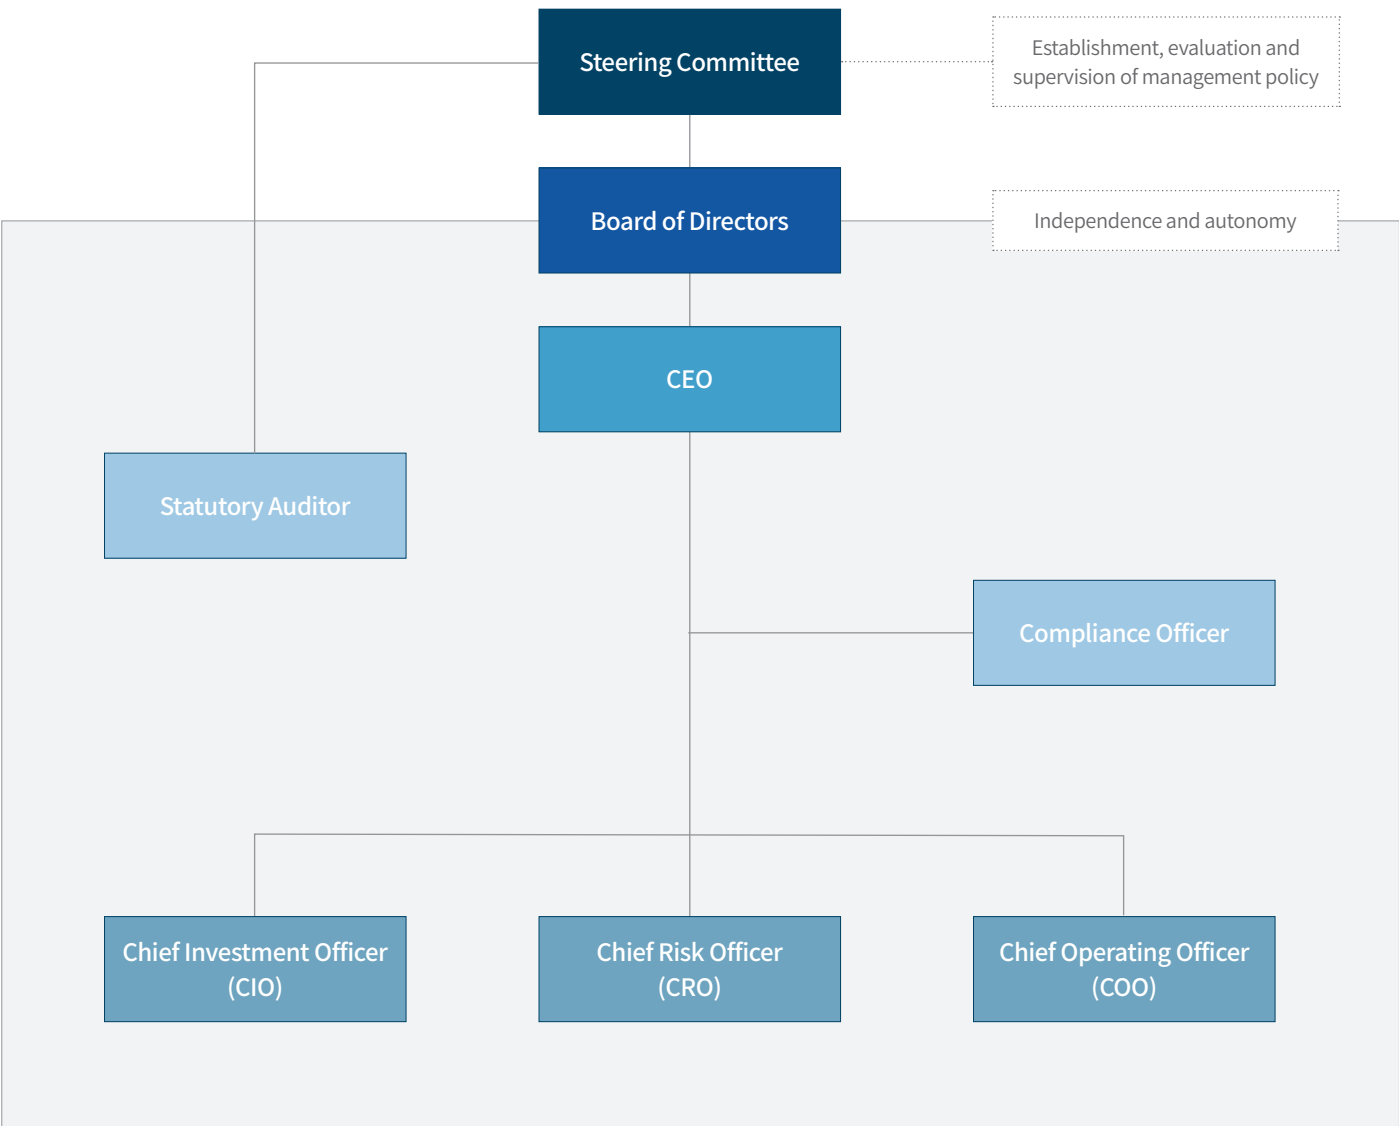 Steering Committee
Establishment, evaluation and
supervision of management policy
Board of Directors
Independence and autonomy
CEO
Statutory Auditor
Compliance Officer
Chief Investment Officer
(CIO)
Chief Risk Officer
(CRO)
Chief Operating Officer
(COO)